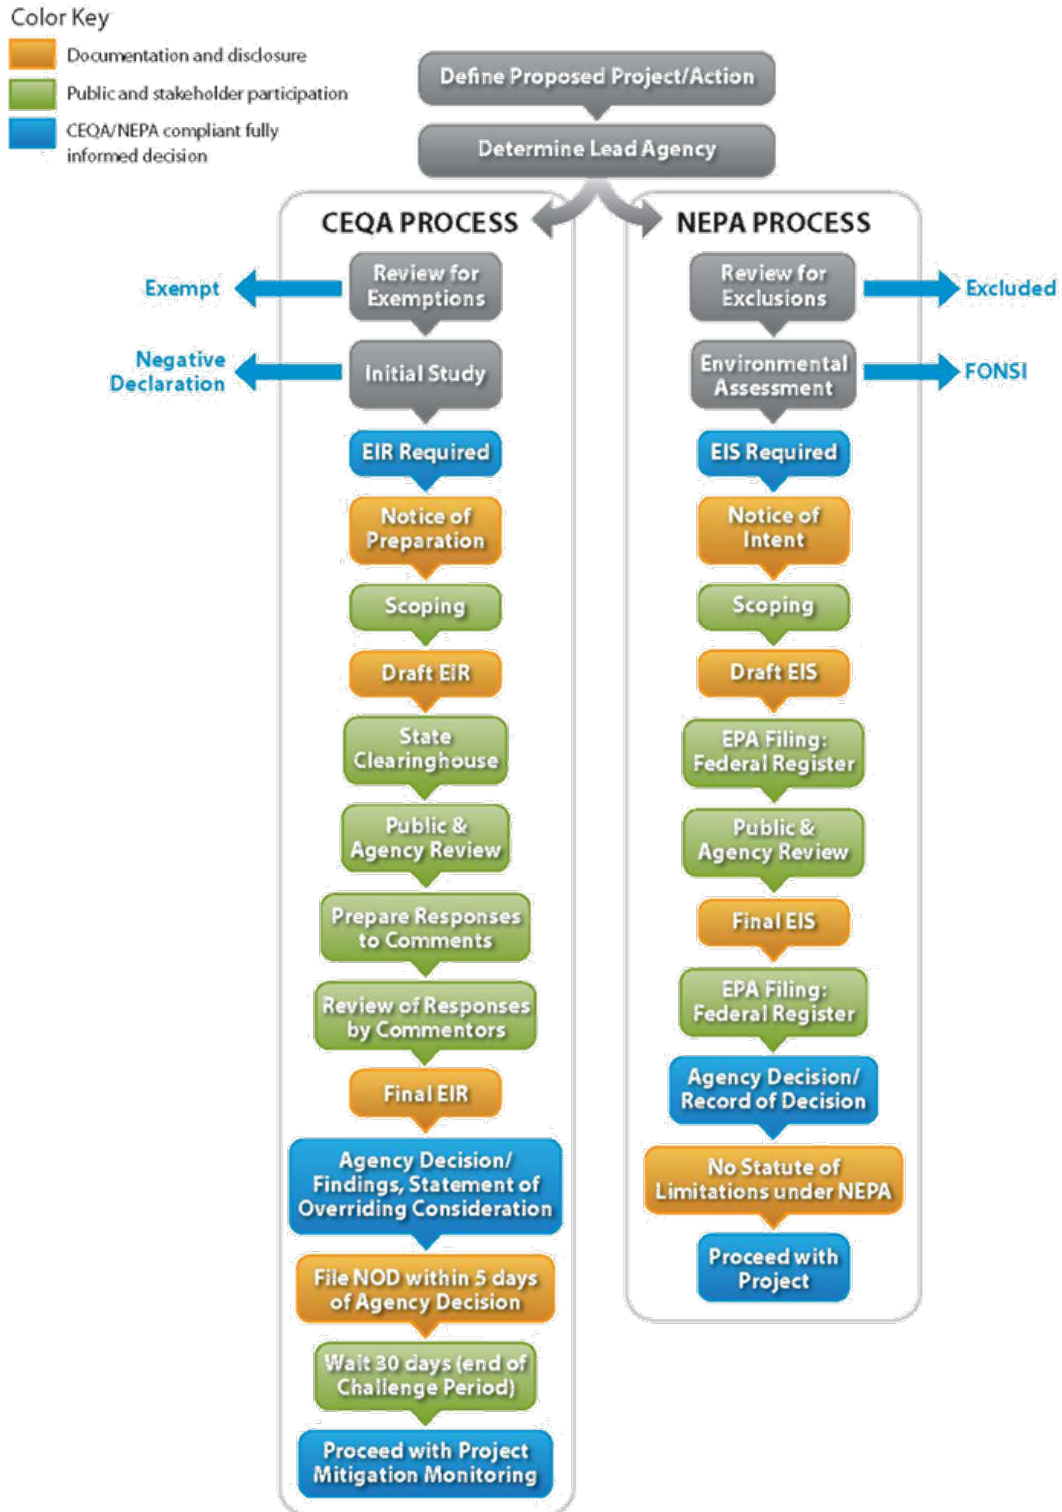 Color Key
Documentation and disclosure
Public and stakeholder participation
CEQA/NEPA compliant fully
informed decision
Define Proposed Project/Action
Determine Lead Agency
CEQA PROCESS
Exempt
Review for
Exemptions
Negative
Declaration
Initial Study
EIR Required
Notice of
Preparation
Scoping
Draft EIR
State
Clearinghouse
Public &
Agency Review
Prepare Responses
to Comments
Review of Responses
by Commentors
Final EIR
Agency Decision/
Findings, Statement of
Overriding Consideration
File NOD within 5 days
of Agency Decision
Wait 30 days (end of
Challenge Period)
Proceed with Project
Mitigation Monitoring
NEPA PROCESS
Review for
Exclusions
Excluded
Environmental
Assessment
FONSI
EIS Required
Notice of
Intent
Scoping
Draft EIS
EPA Filing:
Federal Register
Public &
Agency Review
Final EIS
EPA Filing:
Federal Register
Agency Decision/
Record of Decision
No Statute of
Limitations under NEPA
Proceed with
Project